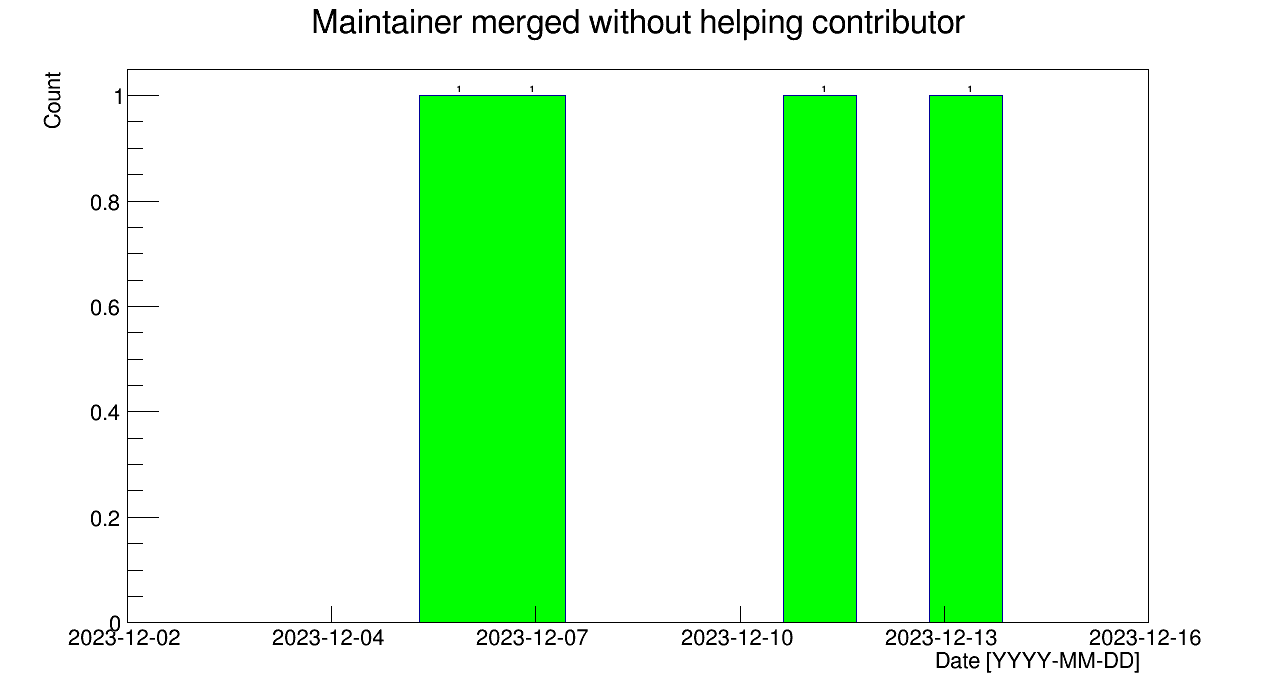 Maintainer merged without helping contributor
Count
1 1 1 1
1
0.8
0.6
0.4
0.2
0
2023-12-02 2023-12-04 2023-12-07 2023-12-10 2023-12-13 2023-12-16
Date [YYYY-MM-DD]